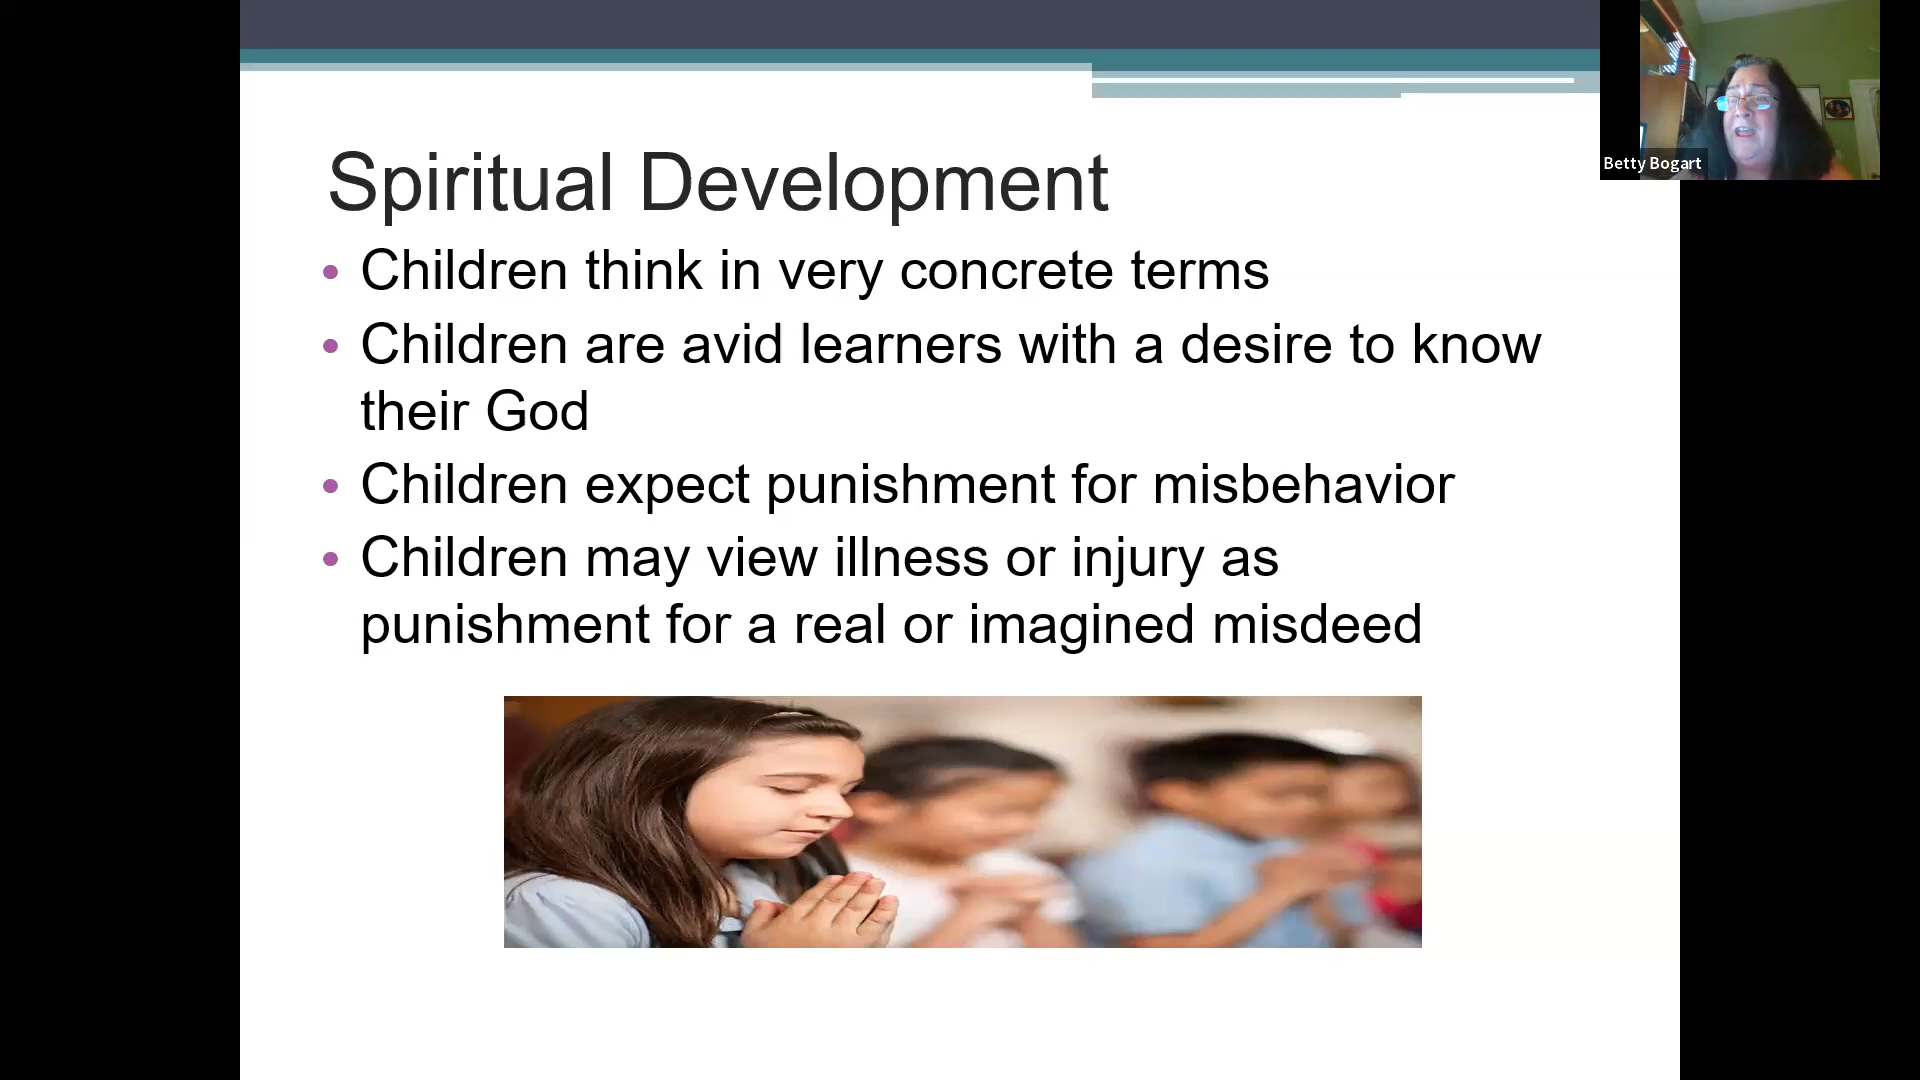 Betty Bogart
Spiritual Development
• Children think in very concrete terms
• Children are avid learners with a desire to know
their God
• Children expect punishment for misbehavior
• Children may view illness or injury as
punishment for a real or imagined misdeed